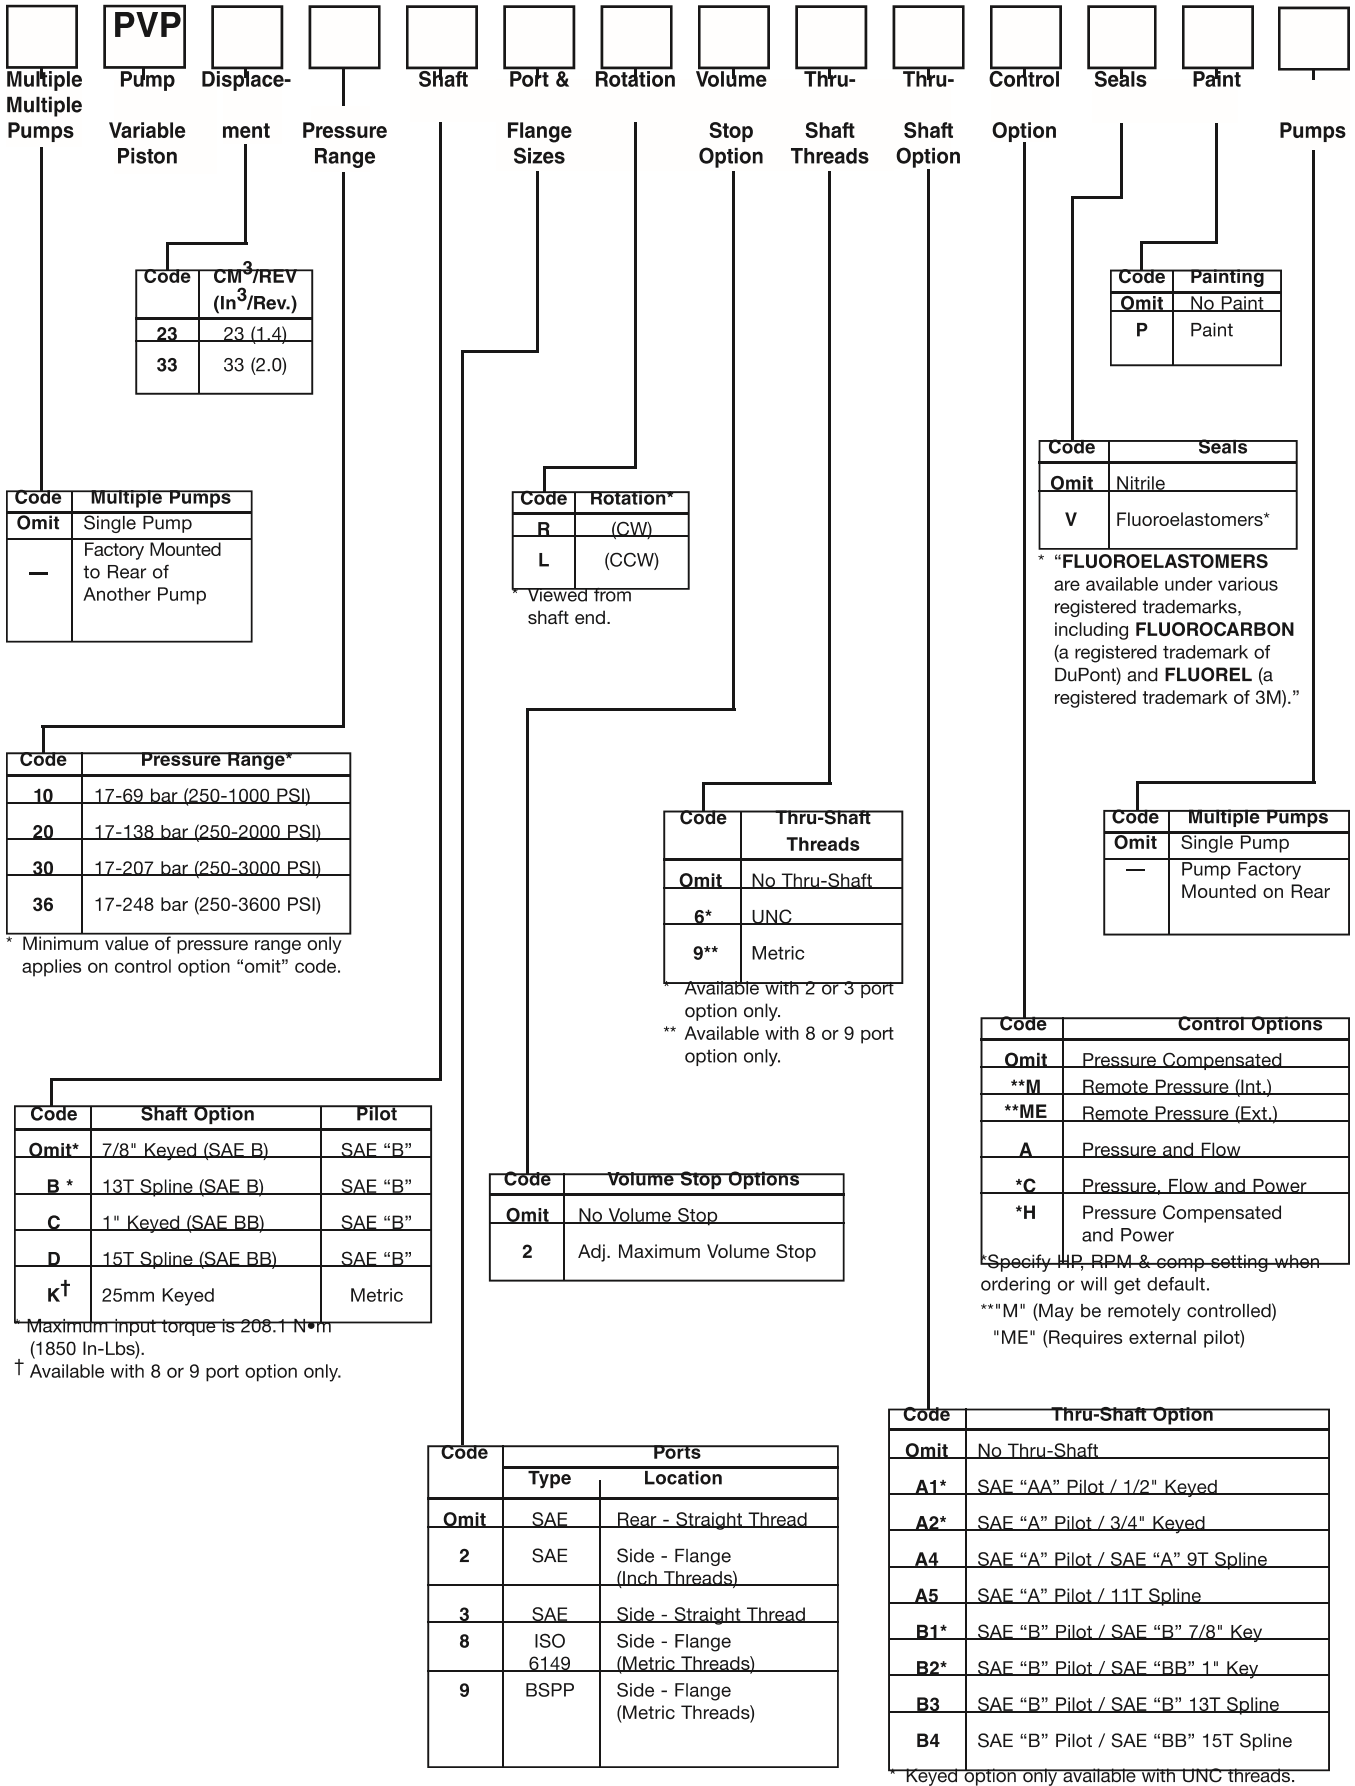 PVP
Multiple
Multiple
Pumps
Pump
Variable
Piston
Displace-
ment
Pressure
Range
Shaft
Port &
Flange
Sizes
Rotation
Volume
Stop
Option
Thru-
Shaft
Threads
Thru-
Shaft
Option
Control
Option
Seals
Paint
Pumps
Code CM3/REV
(In3/Rev.)
23 23 (1.4)
33 33 (2.0)
Code Painting
Omit No Paint
P Paint
Code Seals
Omit Nitrile
V Fluoroelastomers*
* “FLUOROELASTOMERS
are available under various
registered trademarks,
including FLUOROCARBON
(a registered trademark of
DuPont) and FLUOREL (a
registered trademark of 3M).”
Code Multiple Pumps
Omit Single Pump
— Factory Mounted
to Rear of
Another Pump
Code Rotation*
R (CW)
L (CCW)
* Viewed from
shaft end.
Code Pressure Range*
10 17-69 bar (250-1000 PSI)
20 17-138 bar (250-2000 PSI)
30 17-207 bar (250-3000 PSI)
36 17-248 bar (250-3600 PSI)
* Minimum value of pressure range only
applies on control option “omit” code.
Code Thru-Shaft
Threads
Omit No Thru-Shaft
6* UNC
9** Metric
* Available with 2 or 3 port
option only.
** Available with 8 or 9 port
option only.
Code Multiple Pumps
Omit Single Pump
— Pump Factory
Mounted on Rear
Code Control Options
Omit Pressure Compensated
**M Remote Pressure (Int.)
**ME Remote Pressure (Ext.)
A Pressure and Flow
*C Pressure, Flow and Power
*H Pressure Compensated
and Power
*Specify HP, RPM & comp setting when
ordering or will get default.
**"M" (May be remotely controlled)
"ME" (Requires external pilot)
Code Shaft Option Pilot
Omit* 7/8" Keyed (SAE B) SAE “B”
B * 13T Spline (SAE B) SAE “B”
C 1" Keyed (SAE BB) SAE “B”
D 15T Spline (SAE BB) SAE “B”
K† 25mm Keyed Metric
* Maximum input torque is 208.1 N•m
(1850 In-Lbs).
† Available with 8 or 9 port option only.
Code Volume Stop Options
Omit No Volume Stop
2 Adj. Maximum Volume Stop
Code Ports
Type Location
Omit SAE Rear - Straight Thread
2 SAE Side - Flange
(Inch Threads)
3 SAE Side - Straight Thread
8 ISO Side - Flange
6149 (Metric Threads)
9 BSPP Side - Flange
(Metric Threads)
Code Thru-Shaft Option
Omit No Thru-Shaft
A1* SAE “AA” Pilot / 1/2" Keyed
A2* SAE “A” Pilot / 3/4" Keyed
A4 SAE “A” Pilot / SAE “A” 9T Spline
A5 SAE “A” Pilot / 11T Spline
B1* SAE “B” Pilot / SAE “B” 7/8" Key
B2* SAE “B” Pilot / SAE “BB” 1" Key
B3 SAE “B” Pilot / SAE “B” 13T Spline
B4 SAE “B” Pilot / SAE “BB” 15T Spline
* Keyed option only available with UNC threads.